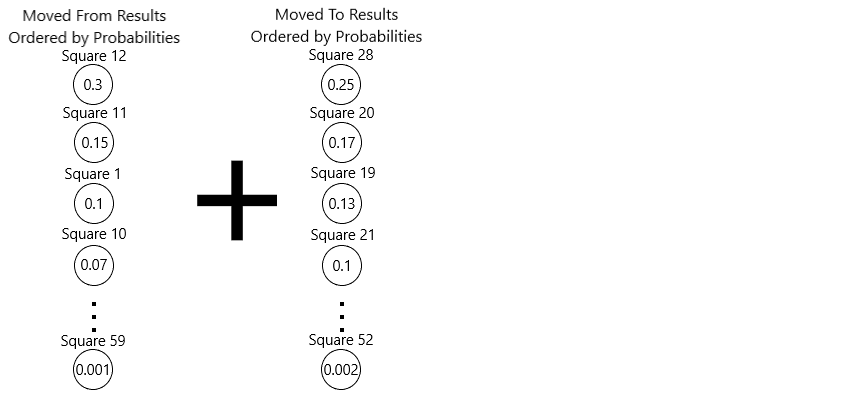 Moved From Results
Ordered by Probabilities
Square 12
0.3
Square 11
0.15
Square 1
0.1
Square 10
0.07
Square 59
0.001
Moved To Results
Ordered by Probabilities
Square 28
0.25
Square 20
0.17
Square 19
0.13
Square 21
0.1
Square 52
0.002